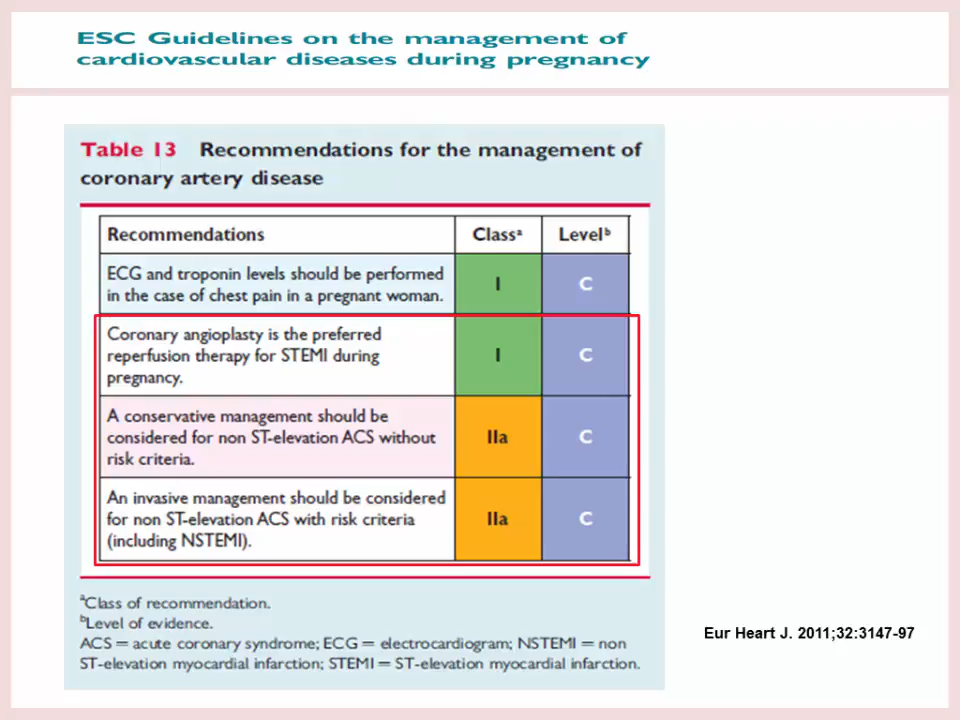 ESC Guidelines on the management of
cardiovascular diseases during pregnancy
Table 13 Recommendations for the management of
coronary artery disease
Recommendations Classᵃ Levelᵇ
ECG and troponin levels should be performed
in the case of chest pain in a pregnant woman.
I C
Coronary angioplasty is the preferred
reperfusion therapy for STEMI during
pregnancy.
I C
A conservative management should be
considered for non ST-elevation ACS without
risk criteria.
IIa C
An invasive management should be considered
for non ST-elevation ACS with risk criteria
(including NSTEMI).
IIa C
ᵃClass of recommendation.
ᵇLevel of evidence.
ACS = acute coronary syndrome; ECG = electrocardiogram; NSTEMI = non
ST-elevation myocardial infarction; STEMI = ST-elevation myocardial infarction.
Eur Heart J. 2011;32:3147-97